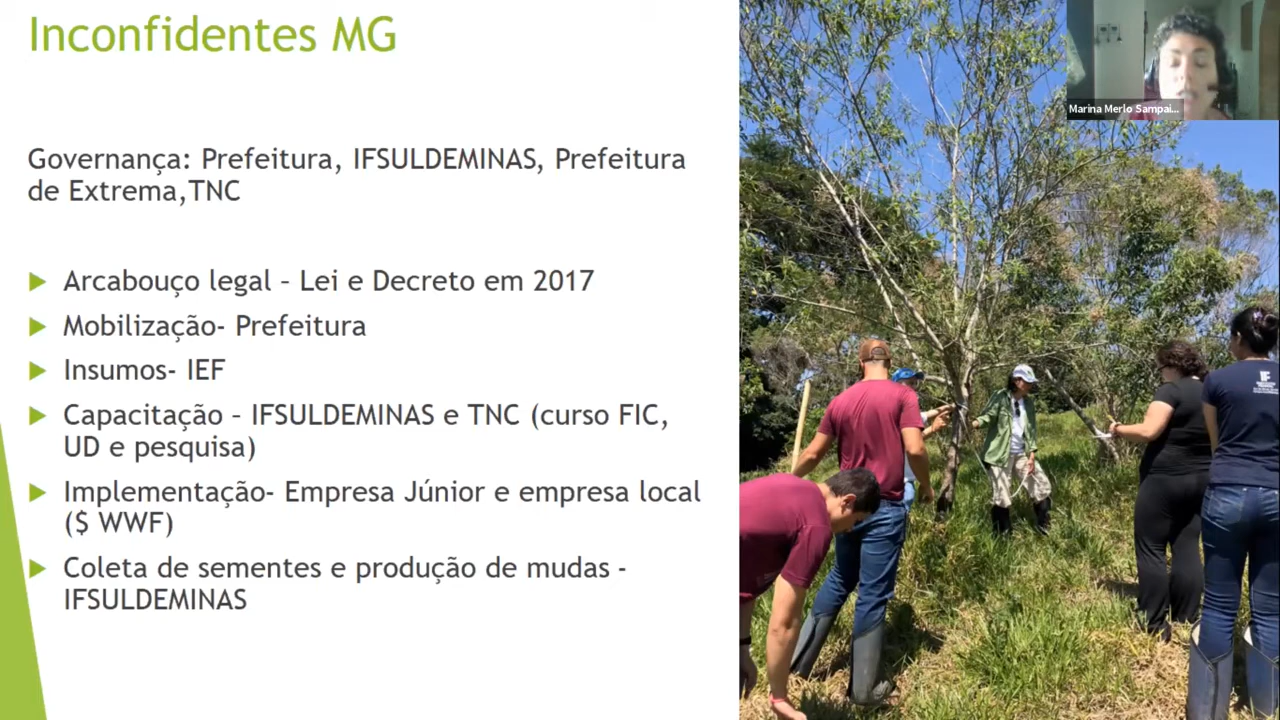 Inconfidentes MG
Marina Merlo Sampai...
Governança: Prefeitura, IFSULDEMINAS, Prefeitura
de Extrema,TNC
Arcabouço legal – Lei e Decreto em 2017
Mobilização- Prefeitura
Insumos- IEF
Capacitação – IFSULDEMINAS e TNC (curso FIC,
UD e pesquisa)
Implementação- Empresa Júnior e empresa local
($ WWF)
Coleta de sementes e produção de mudas -
IFSULDEMINAS
IF